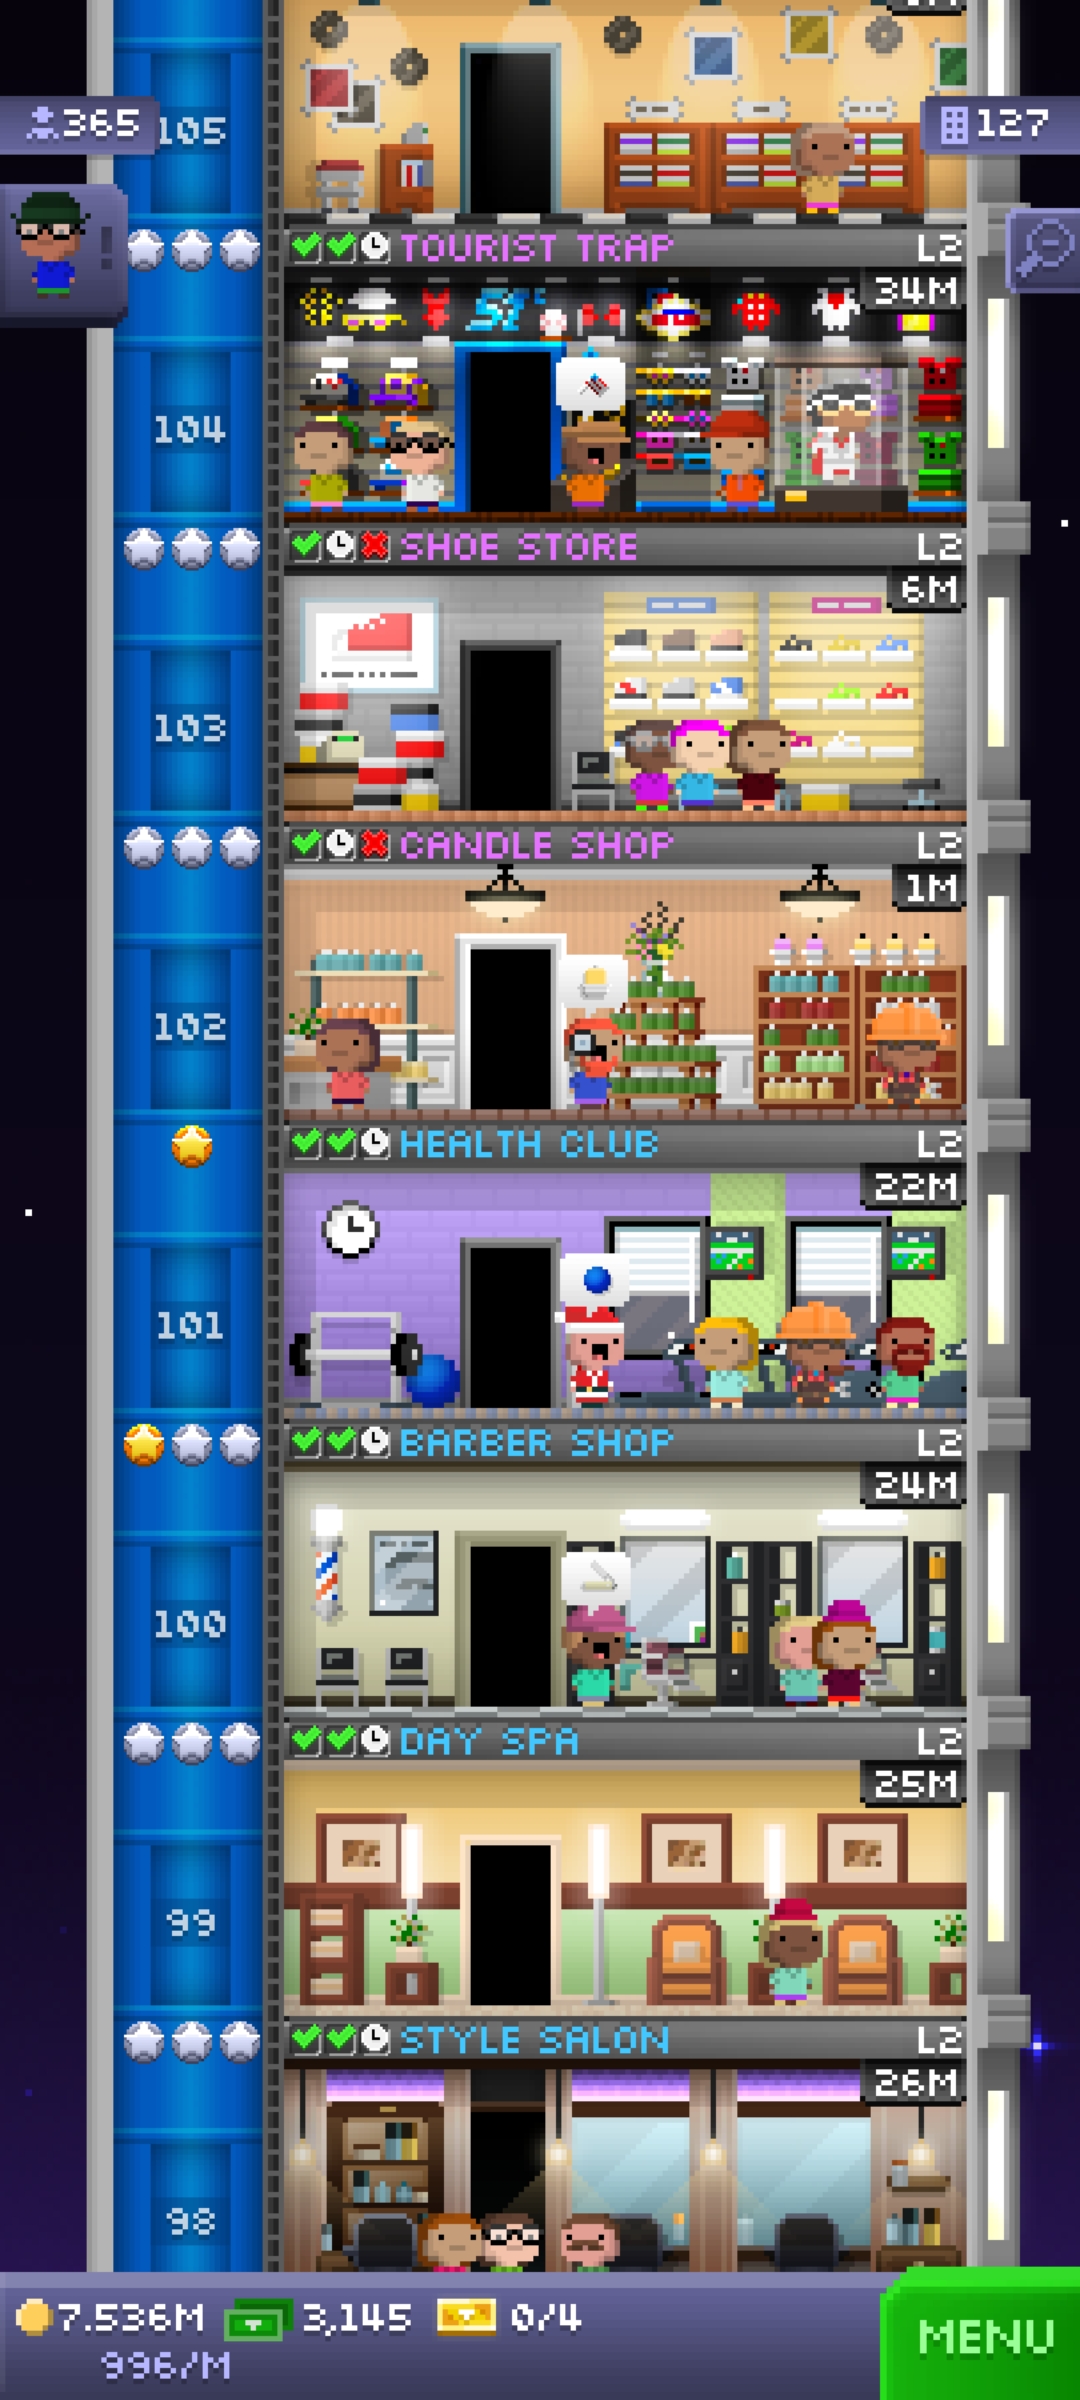 365
105
127
TOURIST TRAP L2
34M
104
SHOE STORE L2
6M
103
CANDLE SHOP L2
1M
102
HEALTH CLUB L2
22M
101
BARBER SHOP L2
24M
100
DAY SPA L2
25M
99
STYLE SALON L2
26M
98
7.536M 3,145 0/4
996/M
MENU